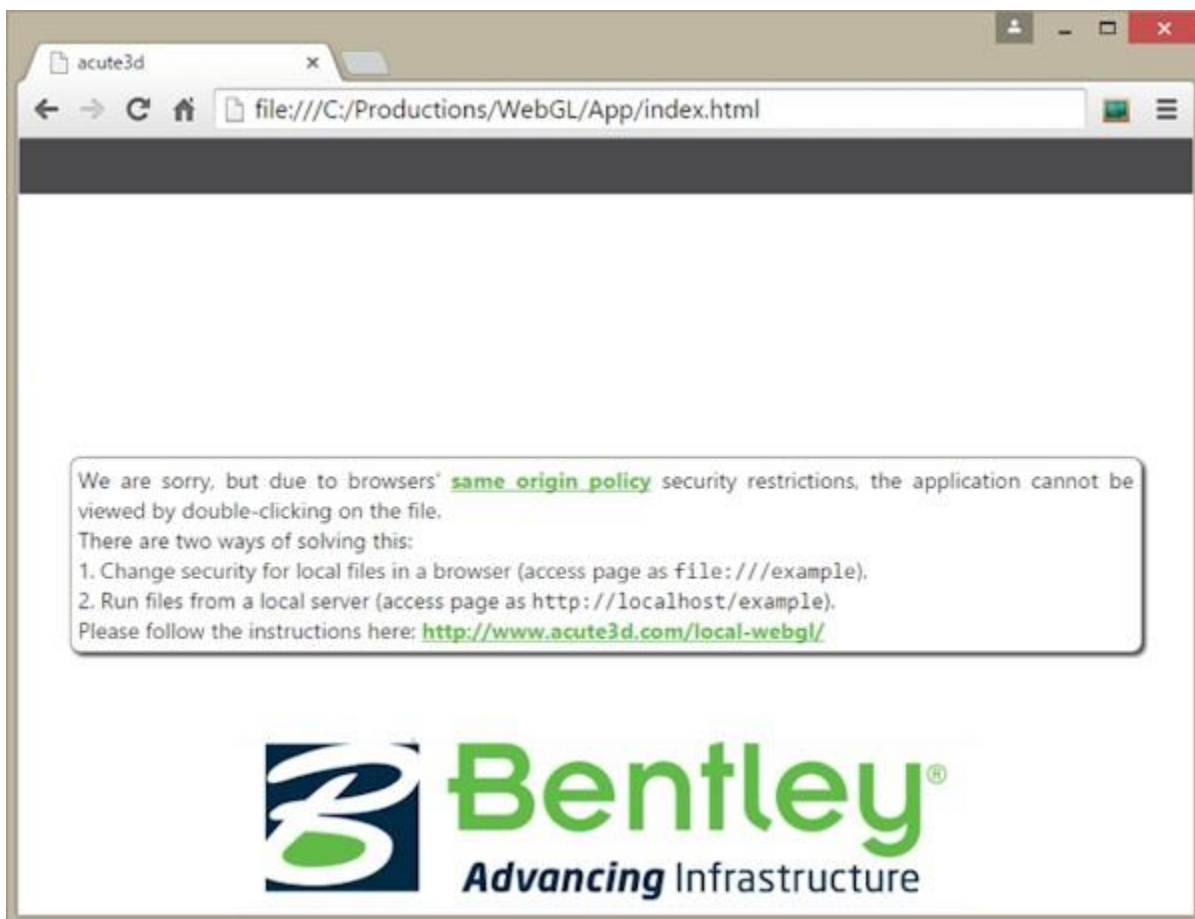 acute3d
file:///C:/Productions/WebGL/App/index.html
We are sorry, but due to browsers' same origin policy security restrictions, the application cannot be
viewed by double-clicking on the file.
There are two ways of solving this:
1. Change security for local files in a browser (access page as file:///example).
2. Run files from a local server (access page as http://localhost/example).
Please follow the instructions here: http://www.acute3d.com/local-webgl/
B
Bentley®
Advancing Infrastructure